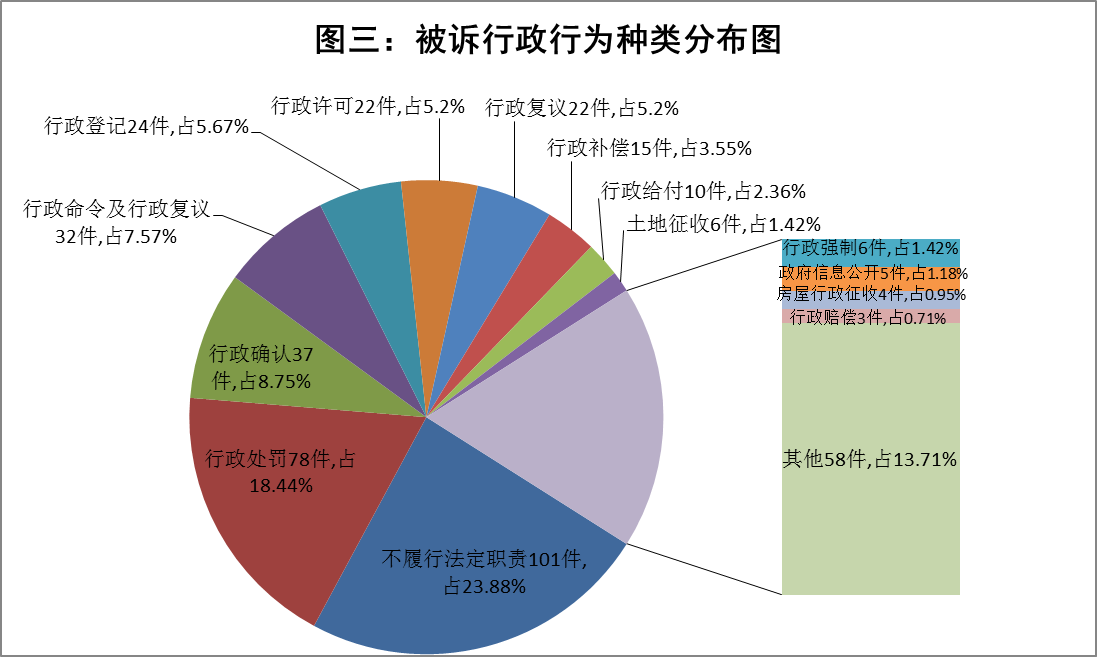 图三：被诉行政行为种类分布图
行政许可22件,占5.2%
行政复议22件,占5.2%
行政登记24件,占5.67%
行政补偿15件,占3.55%
行政给付10件,占2.36%
行政命令及行政复议
32件,占7.57%
土地征收6件,占1.42%
行政强制6件,占1.42%
政府信息公开5件,占1.18%
房屋行政征收4件,占0.95%
行政赔偿3件,占0.71%
行政确认37
件,占8.75%
行政处罚78件,占
18.44%
其他58件,占13.71%
不履行法定职责101件,
占23.88%